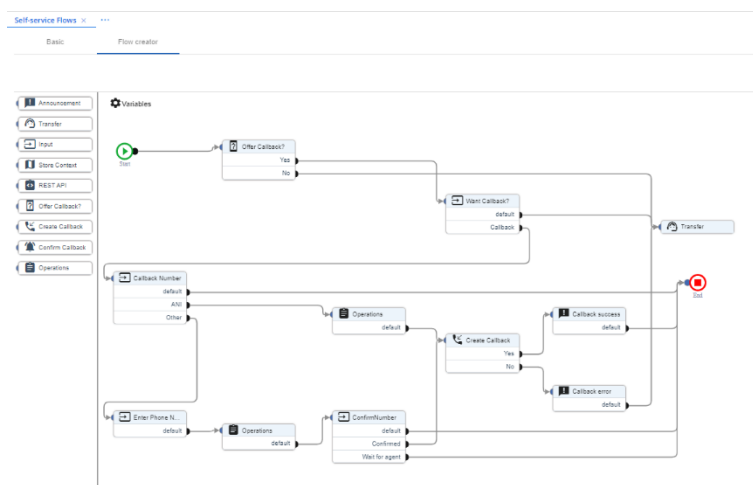 Self-service Flows × ···
Basic
Flow creator
Announcement
Transfer
Input
Store Context
REST API
Offer Callback?
Create Callback
Confirm Callback
Operations
Variables
Start
Offer Callback?
Yes
No
Want Callback?
default
Callback
Transfer
Callback Number
default
ANI
Other
Operations
default
Create Callback
Yes
No
Callback success
default
End
Callback error
default
Enter Phone N...
default
Operations
default
ConfirmNumber
default
Confirmed
Wait for agent